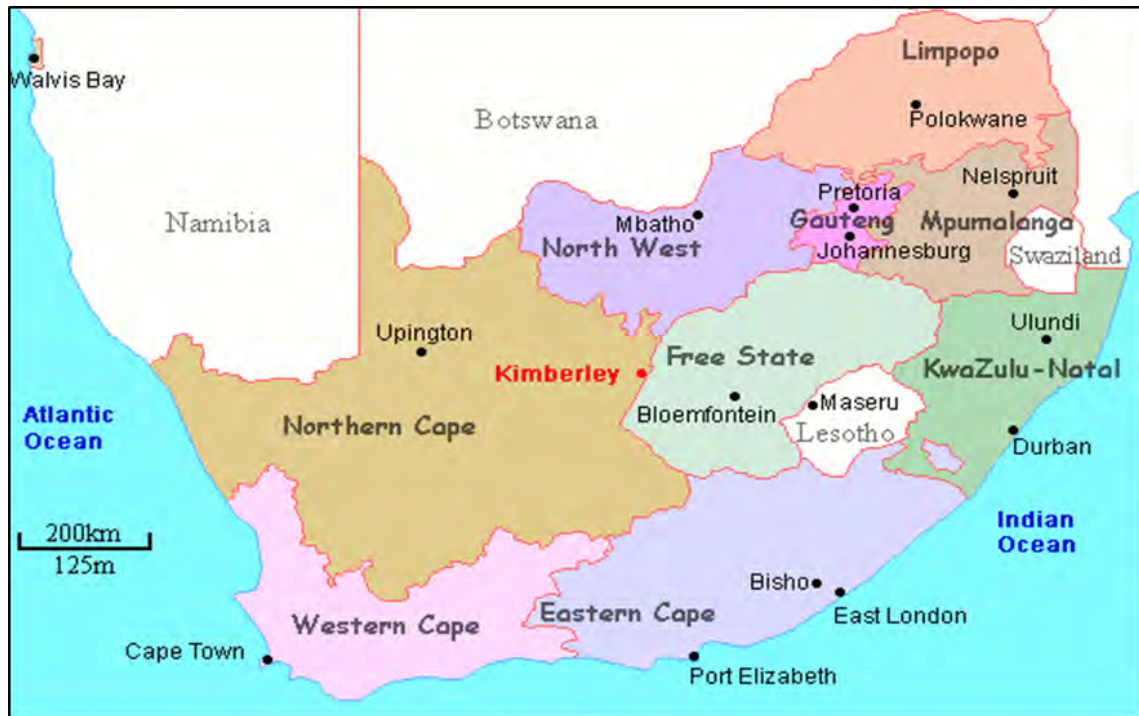 Limpopo
Walvis Bay
Polokwane
Botswana
Nelspruit
Pretoria
Namibia
Mbatho
Gauteng
Mpumalanga
North West
Johannesburg
Swaziland
Upington
Ulundi
Free State
Kimberley
KwaZulu-Natal
Bloemfontein
Maseru
Atlantic
Ocean
Northern Cape
Lesotho
Durban
200km
125m
Indian
Ocean
Bisho
Eastern Cape
East London
Western Cape
Cape Town
Port Elizabeth